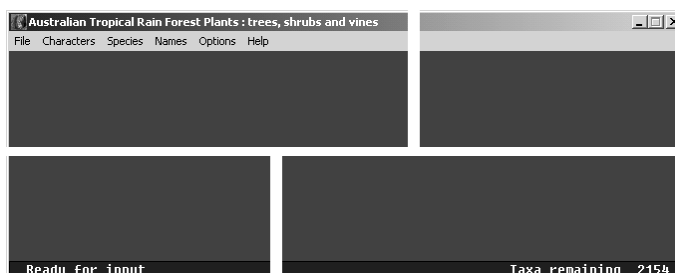 Australian Tropical Rain Forest Plants : trees, shrubs and vines
File Characters Species Names Options Help
Ready for input Taxa remaining 2154